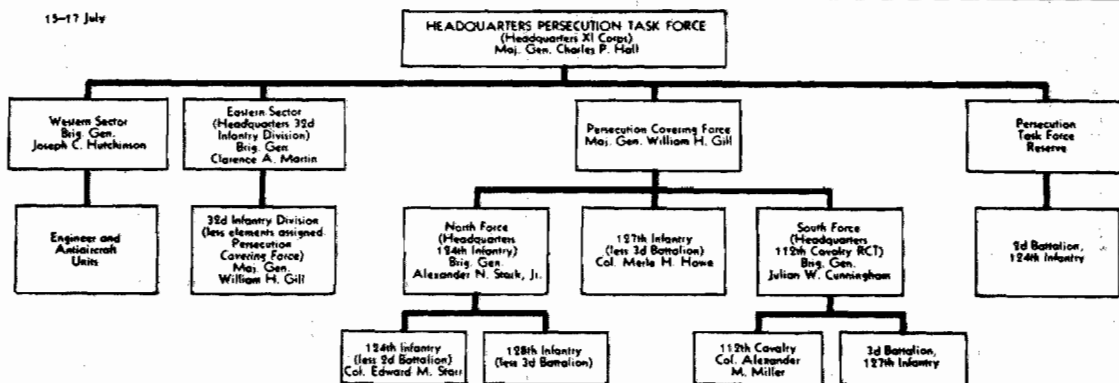 15–17 July
HEADQUARTERS PERSECUTION TASK FORCE
(Headquarters XI Corps)
Maj. Gen. Charles P. Hall
Western Sector
Brig. Gen.
Joseph C. Hutchinson
Eastern Sector
(Headquarters 32d
Infantry Division)
Brig. Gen.
Clarence A. Martin
Persecution Covering Force
Maj. Gen. William H. Gill
Persecution
Task Force
Reserve
Engineer and
Antiaircraft
Units
32d Infantry Division
(less elements assigned
Persecution
Covering Force)
Maj. Gen.
William H. Gill
North Force
(Headquarters
124th Infantry)
Brig. Gen.
Alexander N. Stark, Jr.
127th Infantry
(less 3d Battalion)
Col. Merle H. Howe
South Force
(Headquarters
112th Cavalry RCT)
Brig. Gen.
Julian W. Cunningham
2d Battalion,
124th Infantry
124th Infantry
(less 2d Battalion)
Col. Edward M. Starr
128th Infantry
(less 3d Battalion)
112th Cavalry
Col. Alexander
M. Miller
3d Battalion,
127th Infantry